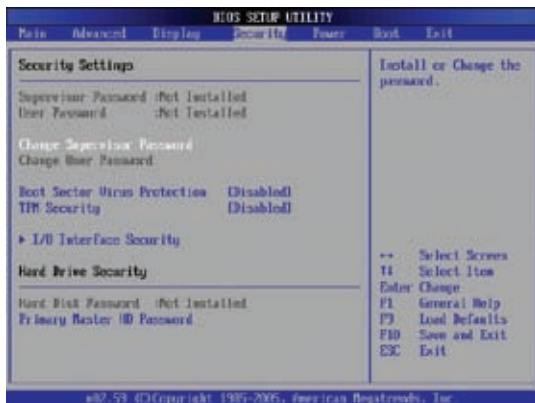 BIOS SETUP UTILITY
Main Advanced Display Security Power Boot Exit
Security Settings
Supervisor Password :Not Installed
User Password :Not Installed
Change Supervisor Password
Change User Password
Boot Sector Virus Protection [Disabled]
TPM Security [Disabled]
I/O Interface Security
Hard Drive Security
Hard Disk Password :Not Installed
Primary Master HD Password
Install or Change the
password.
↔ Select Screen
↑↓ Select Item
Enter Change
F1 General Help
F9 Load Defaults
F10 Save and Exit
ESC Exit
v02.59 (C)Copyright 1985-2005, American Megatrends, Inc.